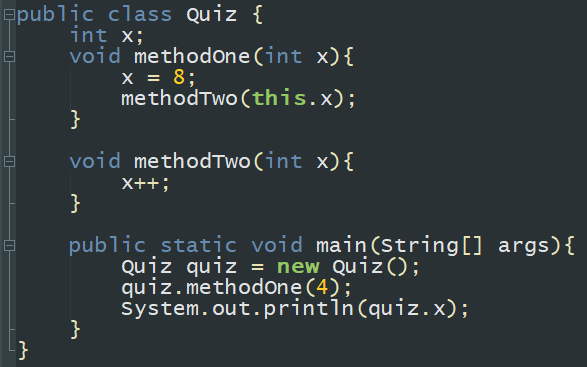 public class Quiz {
    int x;
    void methodOne(int x){
        x = 8;
        methodTwo(this.x);
    }

    void methodTwo(int x){
        x++;
    }

    public static void main(String[] args){
        Quiz quiz = new Quiz();
        quiz.methodOne(4);
        System.out.println(quiz.x);
    }
}